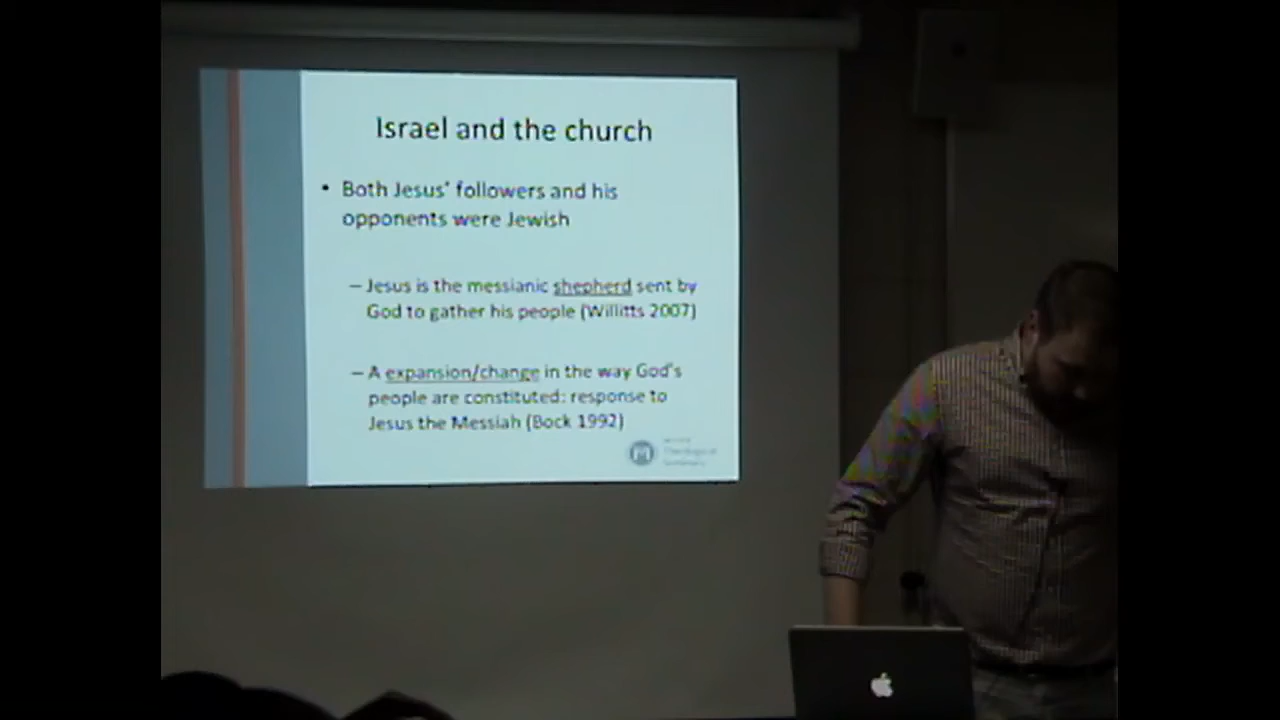 Israel and the church
• Both Jesus' followers and his
opponents were Jewish
– Jesus is the messianic shepherd sent by
God to gather his people (Willitts 2007)
– A expansion/change in the way God's
people are constituted: response to
Jesus the Messiah (Bock 1992)
Theological
Seminary